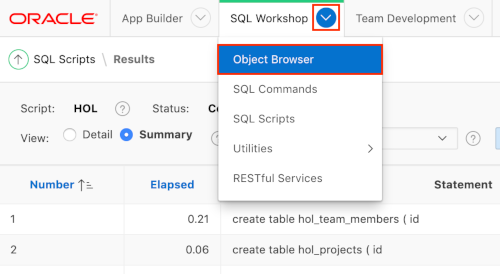 ORACLE App Builder SQL Workshop Team Development
SQL Scripts \ Results
Object Browser
SQL Commands
SQL Scripts
Utilities
RESTful Services
Script: HOL Status:
View: Detail Summary
Number Elapsed Statement
1 0.21 create table hol_team_members ( id
2 0.06 create table hol_projects ( id